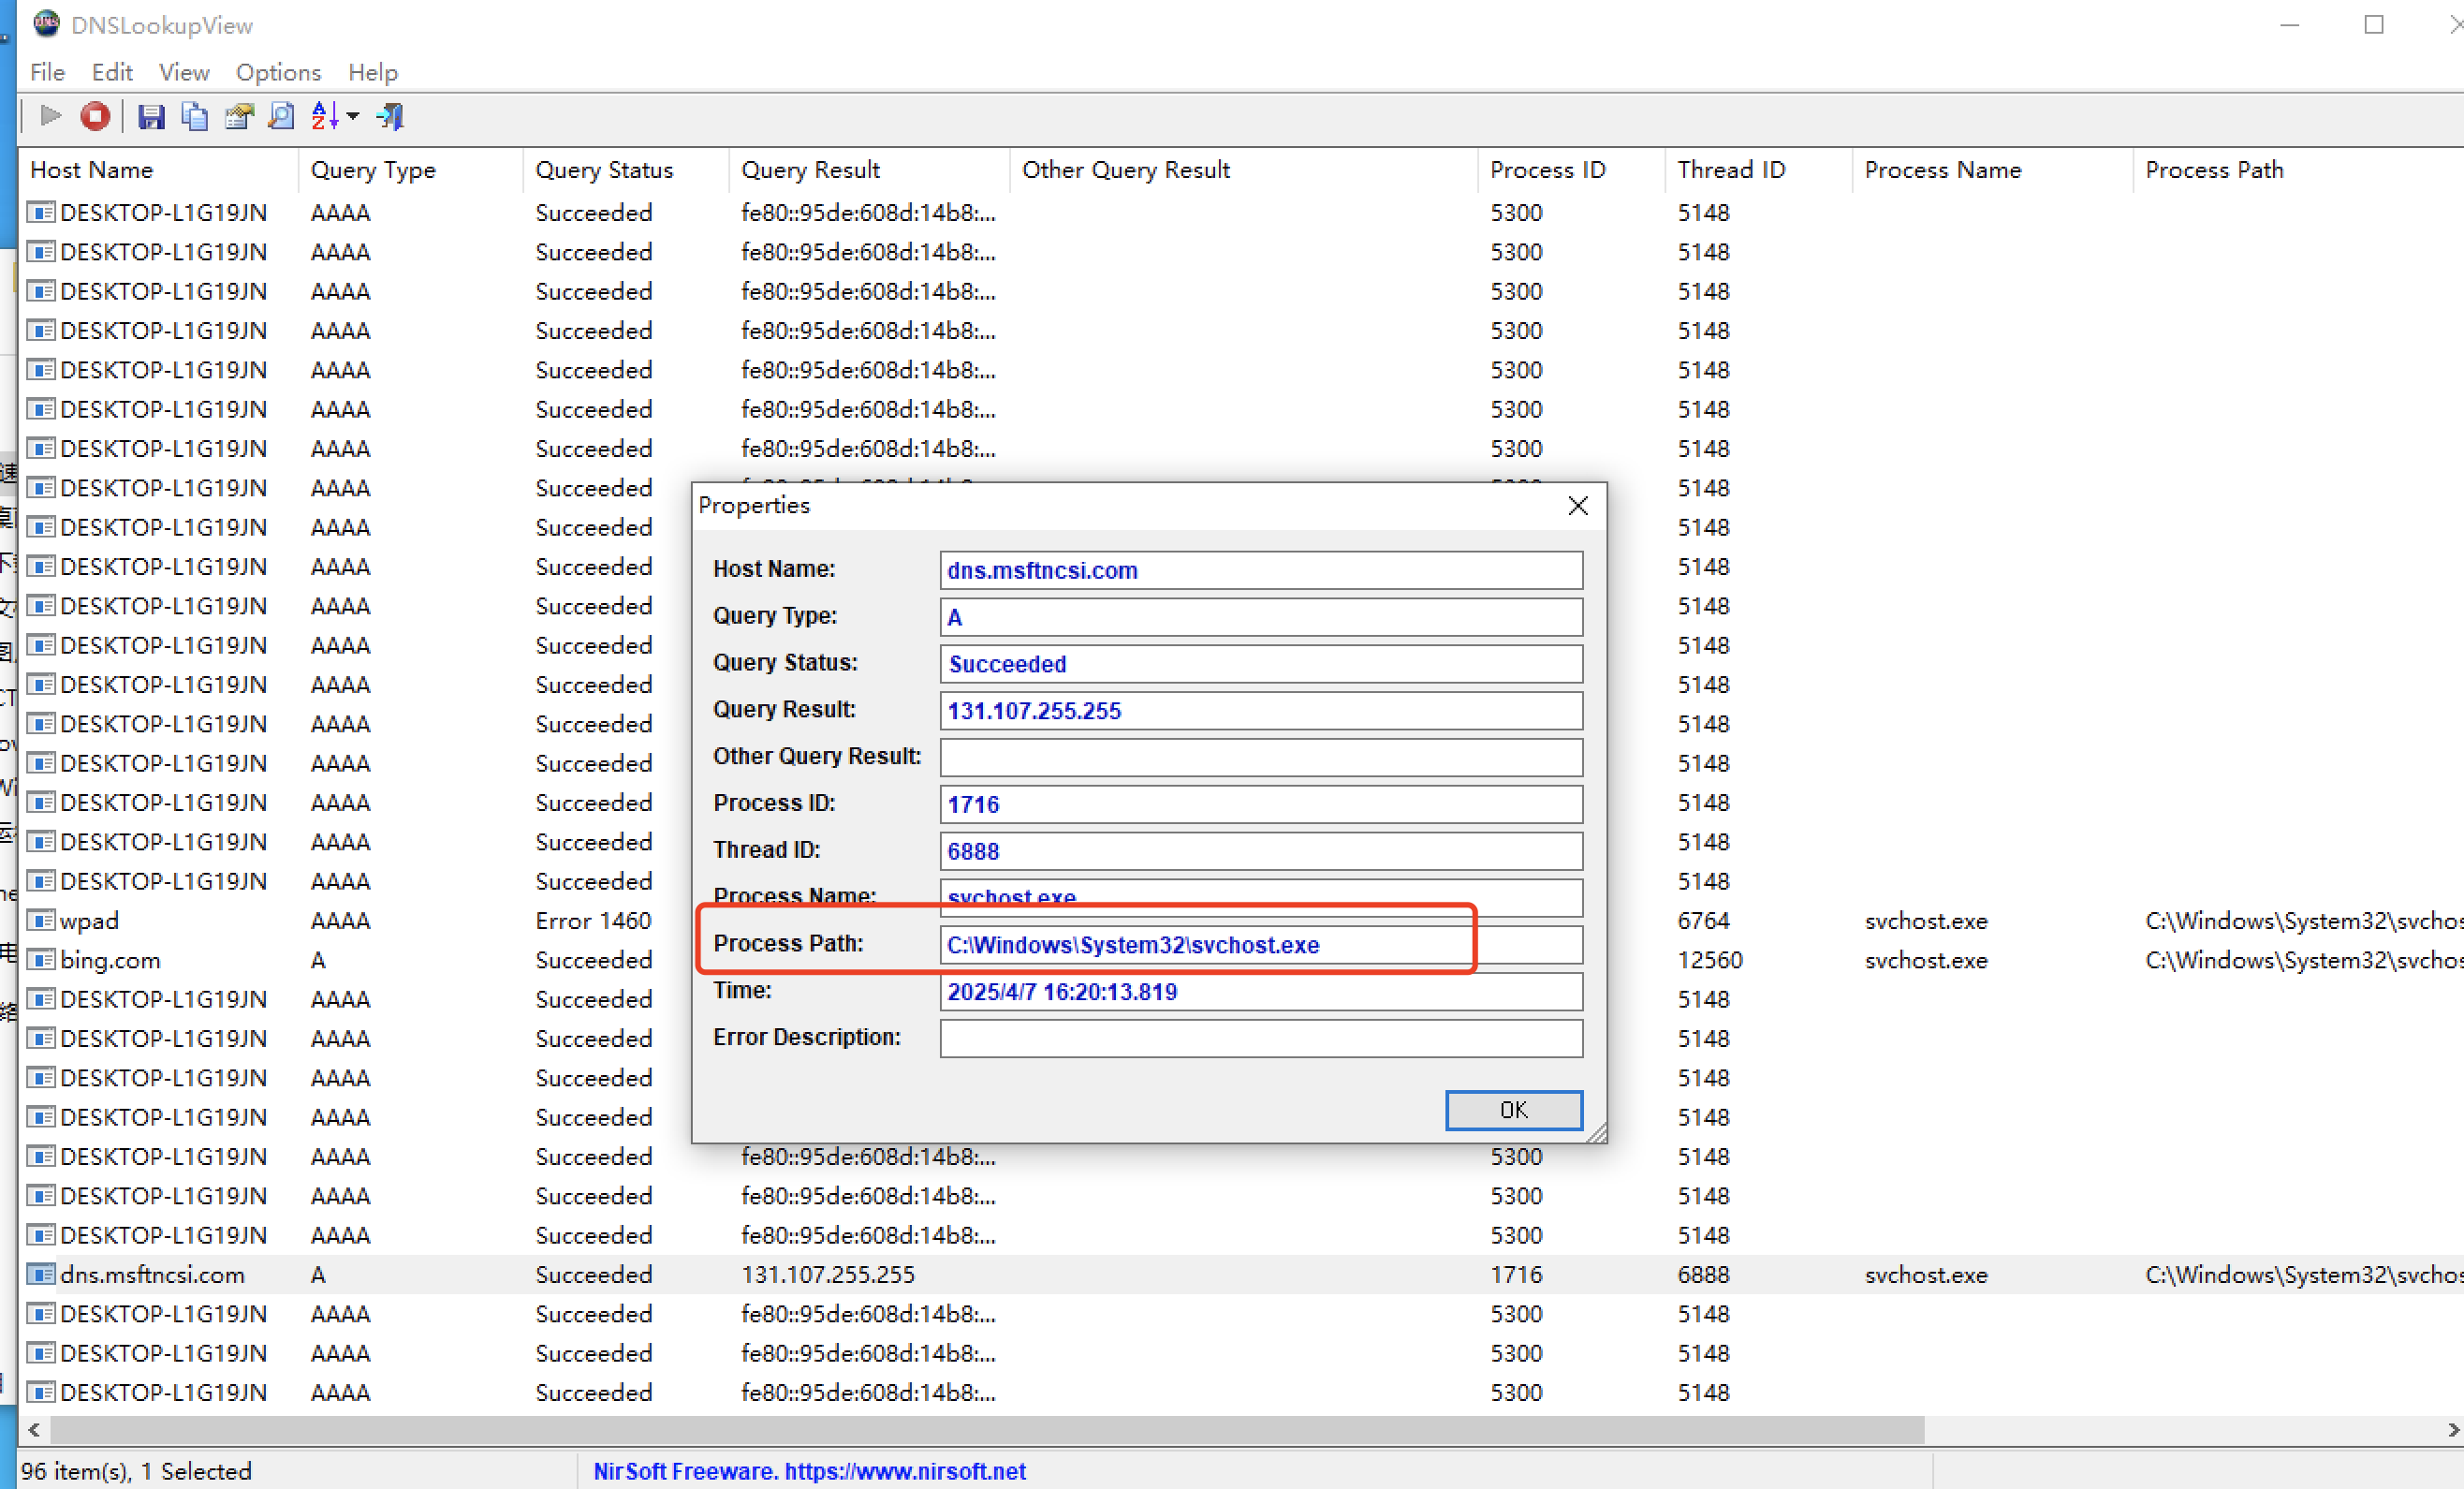 DNSLookupView
File Edit View Options Help
Host Name Query Type Query Status Query Result Other Query Result Process ID Thread ID Process Name Process Path
DESKTOP-L1G19JN AAAA Succeeded fe80::95de:608d:14b8:... 5300 5148
DESKTOP-L1G19JN AAAA Succeeded fe80::95de:608d:14b8:... 5300 5148
DESKTOP-L1G19JN AAAA Succeeded fe80::95de:608d:14b8:... 5300 5148
DESKTOP-L1G19JN AAAA Succeeded fe80::95de:608d:14b8:... 5300 5148
DESKTOP-L1G19JN AAAA Succeeded fe80::95de:608d:14b8:... 5300 5148
DESKTOP-L1G19JN AAAA Succeeded fe80::95de:608d:14b8:... 5300 5148
DESKTOP-L1G19JN AAAA Succeeded fe80::95de:608d:14b8:... 5300 5148
DESKTOP-L1G19JN AAAA Succeeded 5148
DESKTOP-L1G19JN AAAA Succeeded 5148
DESKTOP-L1G19JN AAAA Succeeded 5148
DESKTOP-L1G19JN AAAA Succeeded 5148
DESKTOP-L1G19JN AAAA Succeeded 5148
DESKTOP-L1G19JN AAAA Succeeded 5148
DESKTOP-L1G19JN AAAA Succeeded 5148
DESKTOP-L1G19JN AAAA Succeeded 5148
DESKTOP-L1G19JN AAAA Succeeded 5148
DESKTOP-L1G19JN AAAA Succeeded 5148
DESKTOP-L1G19JN AAAA Succeeded 5148
wpad AAAA Error 1460 6764 svchost.exe C:\Windows\System32\svchos
bing.com A Succeeded 12560 svchost.exe C:\Windows\System32\svchos
DESKTOP-L1G19JN AAAA Succeeded 5148
DESKTOP-L1G19JN AAAA Succeeded 5148
DESKTOP-L1G19JN AAAA Succeeded 5148
DESKTOP-L1G19JN AAAA Succeeded 5148
DESKTOP-L1G19JN AAAA Succeeded fe80::95de:608d:14b8:... 5300 5148
DESKTOP-L1G19JN AAAA Succeeded fe80::95de:608d:14b8:... 5300 5148
DESKTOP-L1G19JN AAAA Succeeded fe80::95de:608d:14b8:... 5300 5148
dns.msftncsi.com A Succeeded 131.107.255.255 1716 6888 svchost.exe C:\Windows\System32\svchos
DESKTOP-L1G19JN AAAA Succeeded fe80::95de:608d:14b8:... 5300 5148
DESKTOP-L1G19JN AAAA Succeeded fe80::95de:608d:14b8:... 5300 5148
DESKTOP-L1G19JN AAAA Succeeded fe80::95de:608d:14b8:... 5300 5148
Properties
Host Name: dns.msftncsi.com
Query Type: A
Query Status: Succeeded
Query Result: 131.107.255.255
Other Query Result:
Process ID: 1716
Thread ID: 6888
Process Name: svchost.exe
Process Path: C:\Windows\System32\svchost.exe
Time: 2025/4/7 16:20:13.819
Error Description:
OK
96 item(s), 1 Selected
NirSoft Freeware. https://www.nirsoft.net